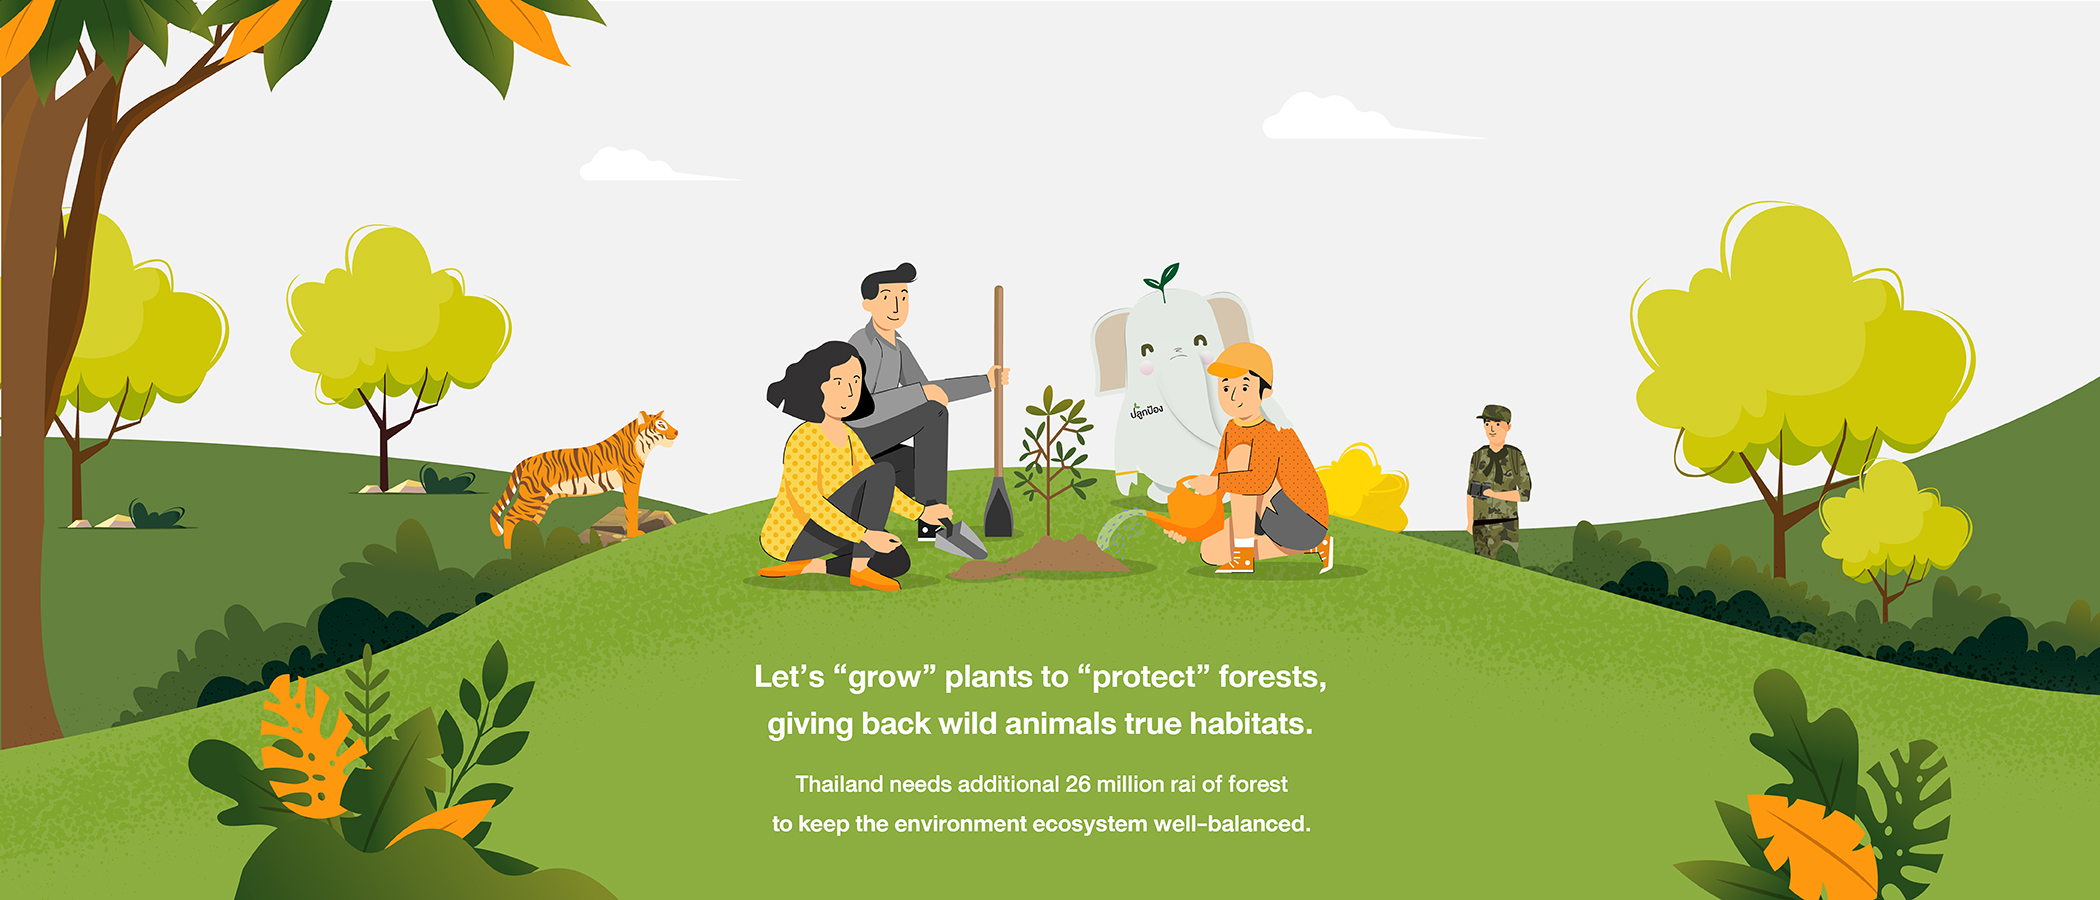 ปลูกป้อง
Let's “grow” plants to “protect” forests,
giving back wild animals true habitats.
Thailand needs additional 26 million rai of forest
to keep the environment ecosystem well-balanced.